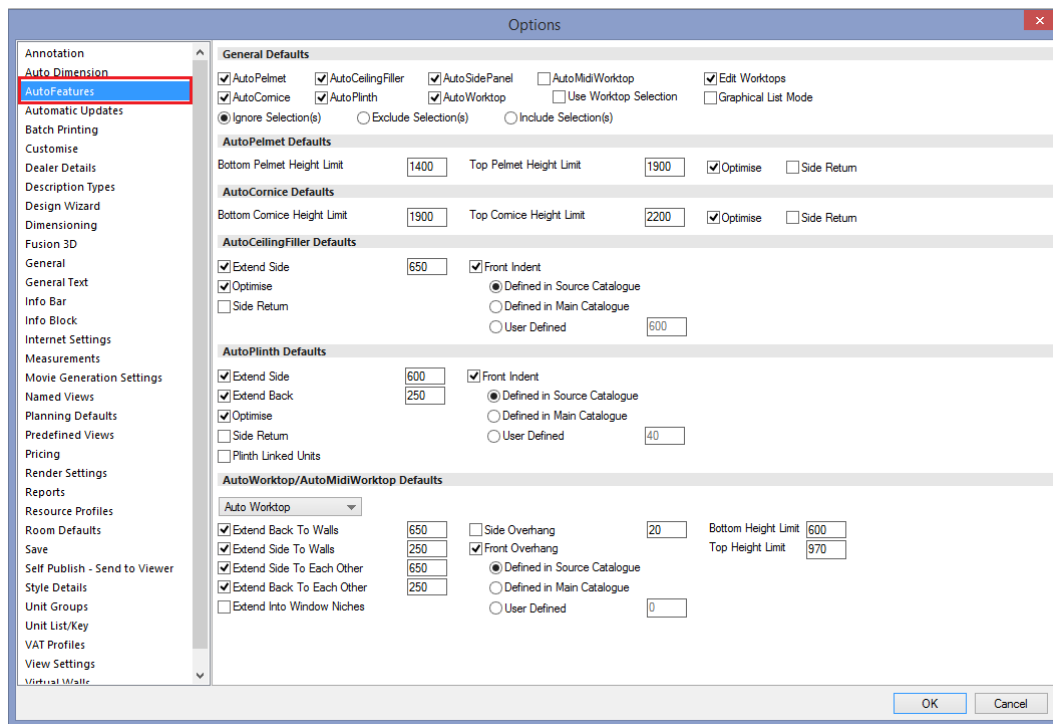 Options
Annotation
Auto Dimension
AutoFeatures
Automatic Updates
Batch Printing
Customise
Dealer Details
Description Types
Design Wizard
Dimensioning
Fusion 3D
General
General Text
Info Bar
Info Block
Internet Settings
Measurements
Movie Generation Settings
Named Views
Planning Defaults
Predefined Views
Pricing
Render Settings
Reports
Resource Profiles
Room Defaults
Save
Self Publish - Send to Viewer
Style Details
Unit Groups
Unit List/Key
VAT Profiles
View Settings
Virtual Walls
General Defaults
AutoPelmet AutoCeilingFiller AutoSidePanel AutoMidiWorktop Edit Worktops
AutoCornice AutoPlinth AutoWorktop Use Worktop Selection Graphical List Mode
Ignore Selection(s) Exclude Selection(s) Include Selection(s)
AutoPelmet Defaults
Bottom Pelmet Height Limit 1400 Top Pelmet Height Limit 1900 Optimise Side Return
AutoCornice Defaults
Bottom Cornice Height Limit 1900 Top Cornice Height Limit 2200 Optimise Side Return
AutoCeilingFiller Defaults
Extend Side 650 Front Indent
Optimise Defined in Source Catalogue
Side Return Defined in Main Catalogue
User Defined 600
AutoPlinth Defaults
Extend Side 600 Front Indent
Extend Back 250 Defined in Source Catalogue
Optimise Defined in Main Catalogue
Side Return User Defined 40
Plinth Linked Units
AutoWorktop/AutoMidiWorktop Defaults
Auto Worktop
Extend Back To Walls 650 Side Overhang 20 Bottom Height Limit 600
Extend Side To Walls 250 Front Overhang Top Height Limit 970
Extend Side To Each Other 650 Defined in Source Catalogue
Extend Back To Each Other 250 Defined in Main Catalogue
Extend Into Window Niches User Defined 0
OK Cancel